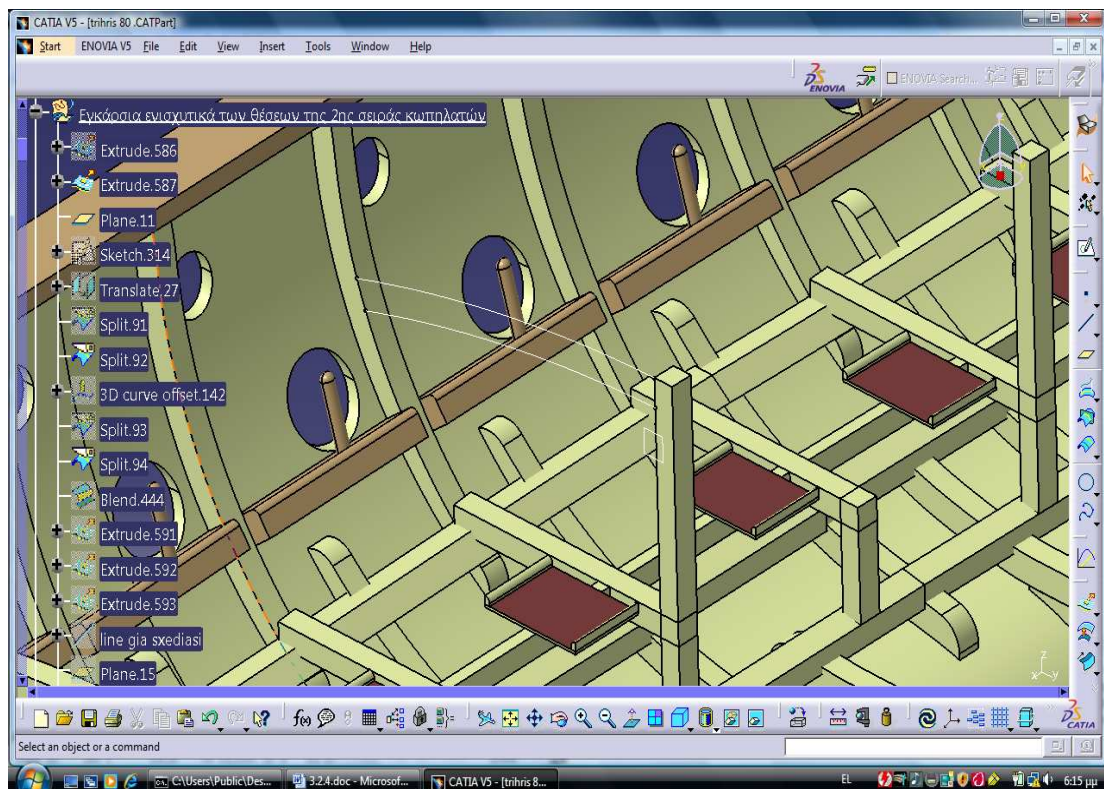 CATIA V5 - [trihris 80 .CATPart]
Start ENOVIA V5 File Edit View Insert Tools Window Help
ENOVIA ENOVIA Search...
Εγκάρσια ενισχυτικά των θέσεων της 2ης σειράς κωπηλατών
Extrude.586
Extrude.587
Plane.11
Sketch.314
Translate.27
Split.91
Split.92
3D curve offset.142
Split.93
Split.94
Blend.444
Extrude.591
Extrude.592
Extrude.593
line gia sxediasi
Plane.15
z
x y
f(x)
CATIA
Select an object or a command
C:\Users\Public\Des... 3.2.4.doc - Microsof... CATIA V5 - [trihris 8... EL 6:15 μμ